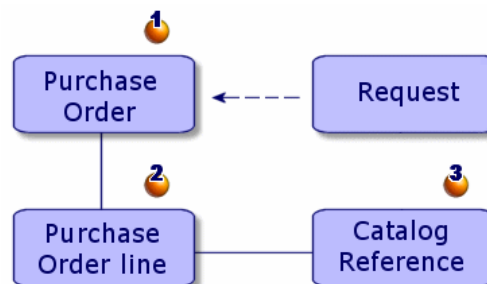 1
Purchase
Order
Request
2
3
Purchase
Order line
Catalog
Reference